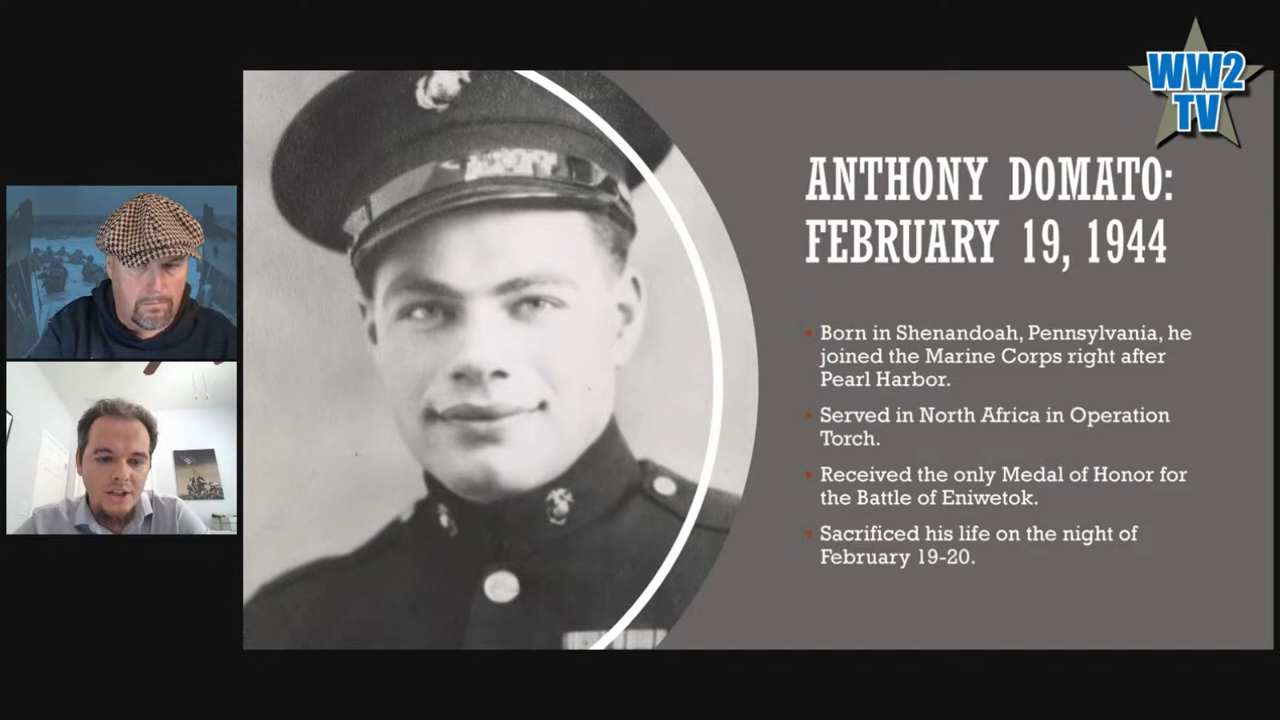 WW2
TV
ANTHONY DOMATO:
FEBRUARY 19, 1944
Born in Shenandoah, Pennsylvania, he
joined the Marine Corps right after
Pearl Harbor.
Served in North Africa in Operation
Torch.
Received the only Medal of Honor for
the Battle of Eniwetok.
Sacrificed his life on the night of
February 19-20.